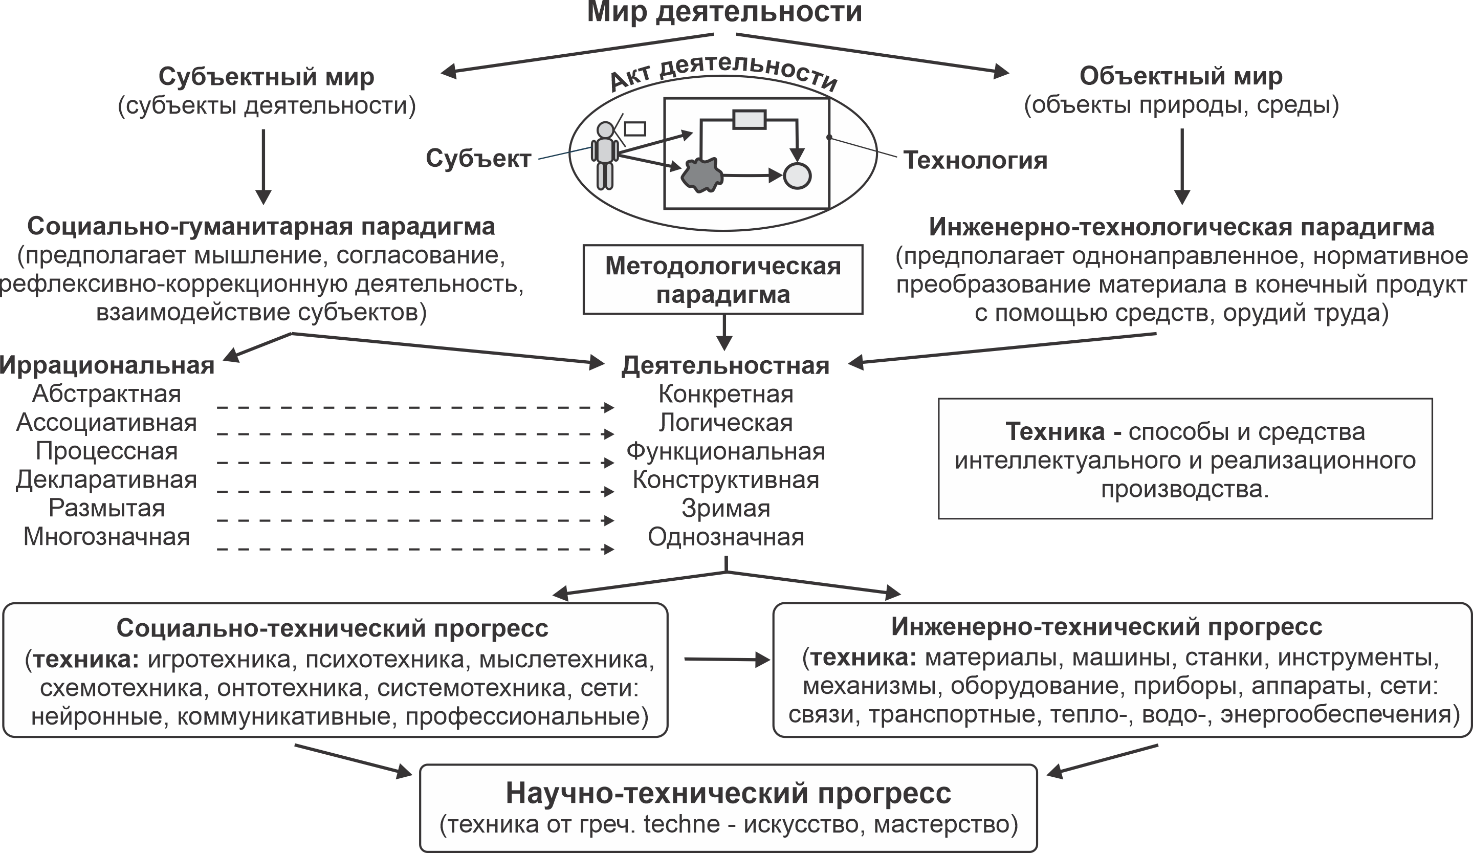 Мир деятельности
Субъектный мир
(субъекты деятельности)
Акт деятельности
Субъект
Технология
Объектный мир
(объекты природы, среды)
Социально-гуманитарная парадигма
(предполагает мышление, согласование,
рефлексивно-коррекционную деятельность,
взаимодействие субъектов)
Методологическая
парадигма
Инженерно-технологическая парадигма
(предполагает однонаправленное, нормативное
преобразование материала в конечный продукт
с помощью средств, орудий труда)
Иррациональная
Абстрактная
Ассоциативная
Процессная
Декларативная
Размытая
Многозначная
Деятельностная
Конкретная
Логическая
Функциональная
Конструктивная
Зримая
Однозначная
Техника - способы и средства
интеллектуального и реализационного
производства.
Социально-технический прогресс
(техника: игротехника, психотехника, мыслетехника,
схемотехника, онтотехника, системотехника, сети:
нейронные, коммуникативные, профессиональные)
Инженерно-технический прогресс
(техника: материалы, машины, станки, инструменты,
механизмы, оборудование, приборы, аппараты, сети:
связи, транспортные, тепло-, водо-, энергообеспечения)
Научно-технический прогресс
(техника от греч. techne - искусство, мастерство)